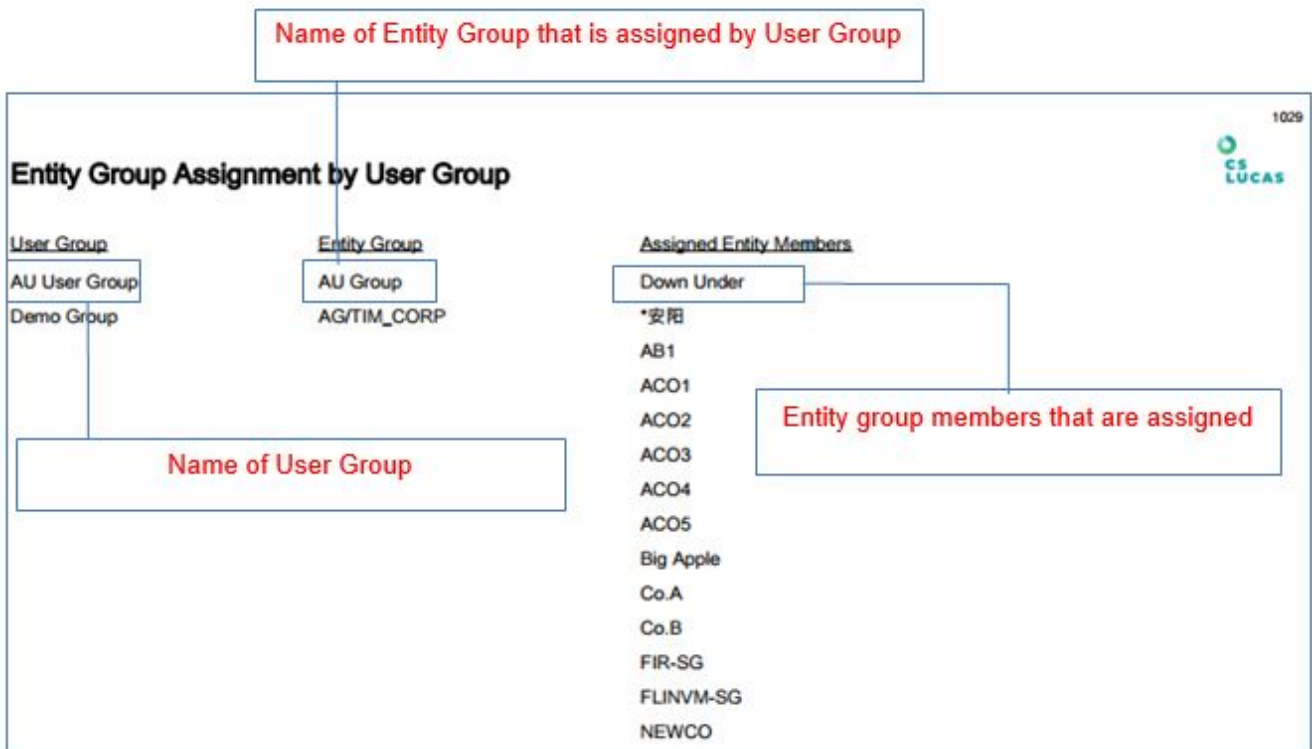 Name of Entity Group that is assigned by User Group
1029
CS
LUCAS
Entity Group Assignment by User Group
User Group Entity Group Assigned Entity Members
AU User Group AU Group Down Under
Demo Group AG/TIM_CORP *安阳
AB1
ACO1
ACO2
Entity group members that are assigned
ACO3
Name of User Group
ACO4
ACO5
Big Apple
Co.A
Co.B
FIR-SG
FLINVM-SG
NEWCO